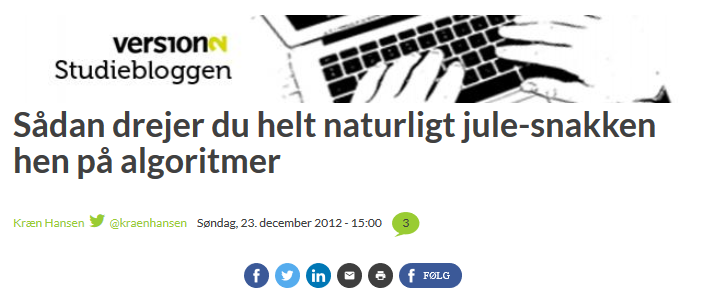 version2
Studiebloggen
Sådan drejer du helt naturligt jule-snakken
hen på algoritmer
Kræn Hansen @kraenhansen Søndag, 23. december 2012 - 15:00 3
f in f FØLG